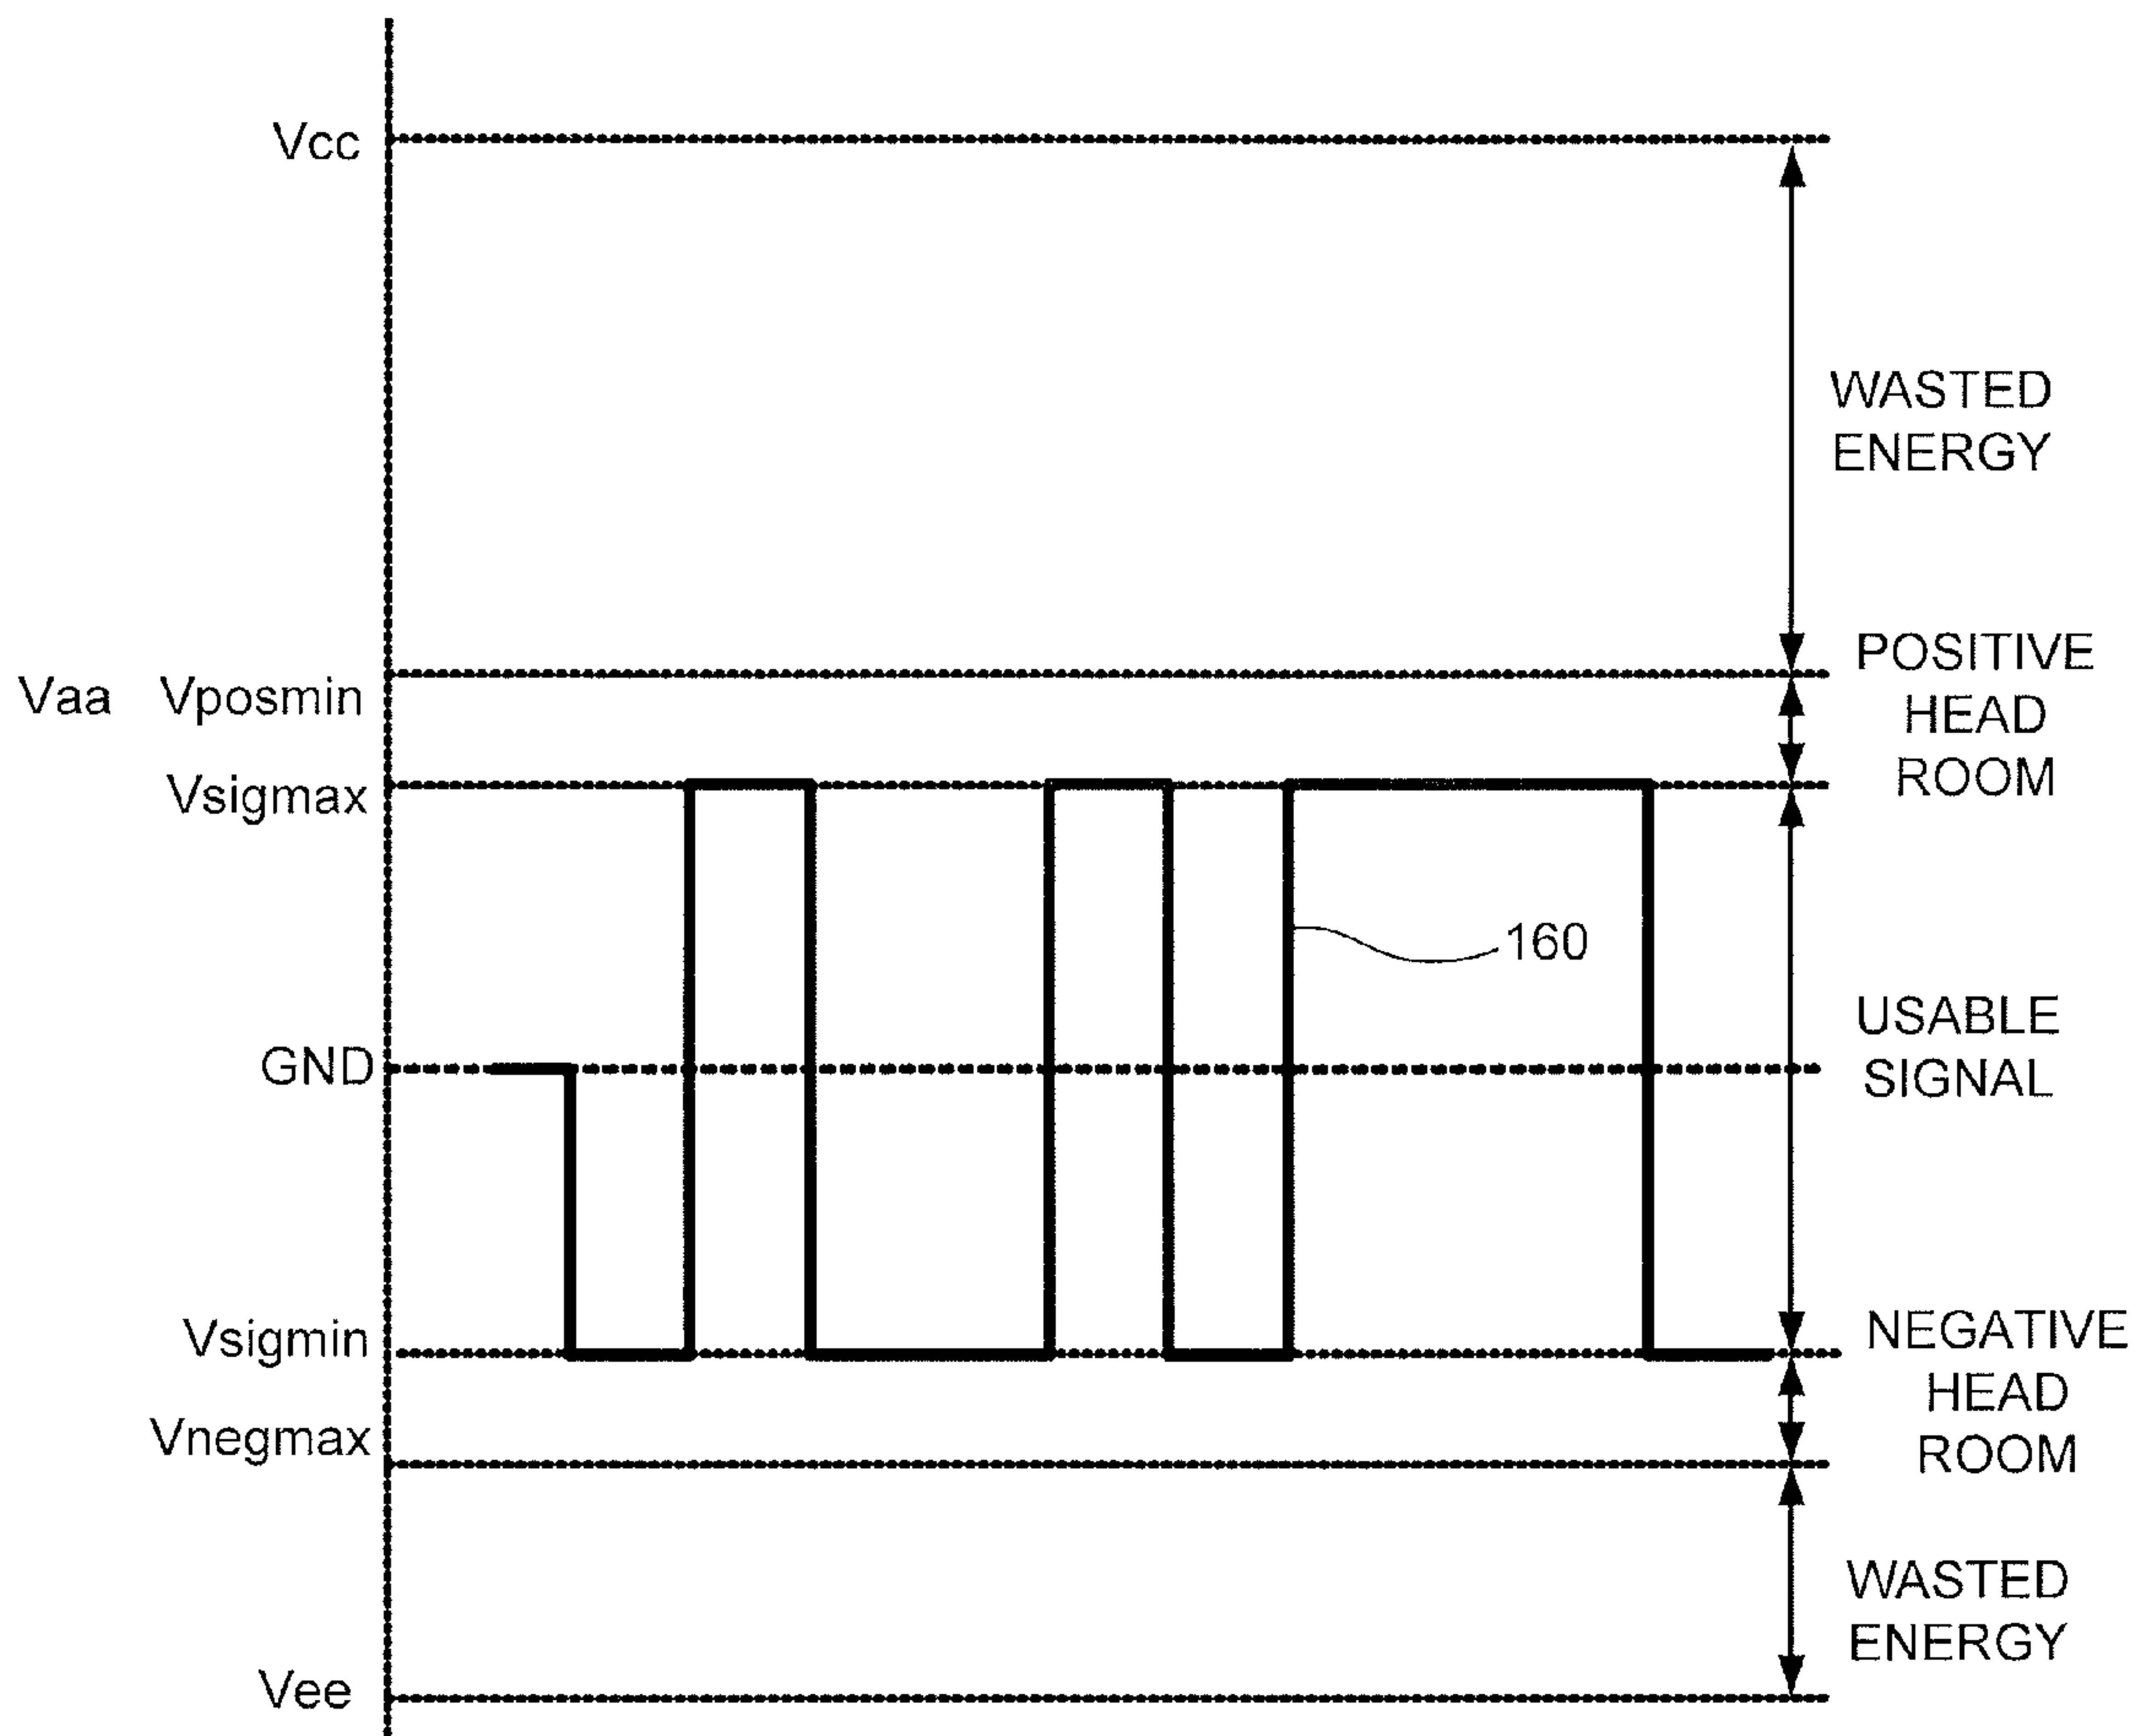 Vcc
WASTED
ENERGY
Vaa Vposmin
POSITIVE
HEAD
ROOM
Vsigmax
160
GND
USABLE
SIGNAL
Vsigmin
NEGATIVE
HEAD
ROOM
Vnegmax
WASTED
ENERGY
Vee